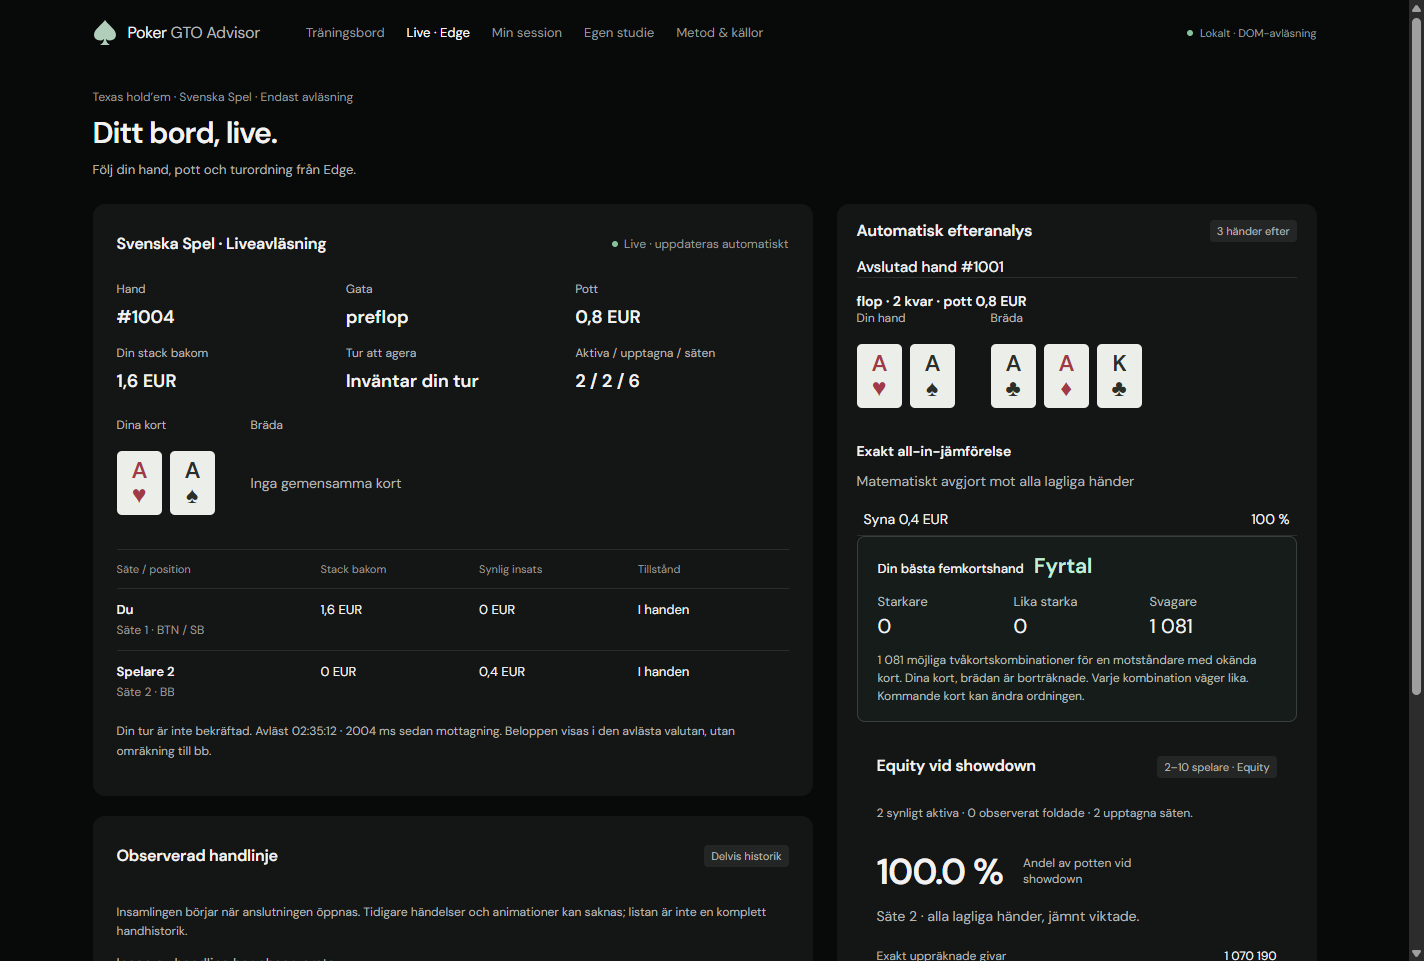 Poker GTO Advisor
Träningsbord
Live · Edge
Min session
Egen studie
Metod & källor
Lokalt · DOM-avläsning
Texas hold'em · Svenska Spel · Endast avläsning
Ditt bord, live.
Följ din hand, pott och turordning från Edge.
Svenska Spel · Liveavläsning
Live · uppdateras automatiskt
Hand
Gata
Pott
#1004
preflop
0,8 EUR
Din stack bakom
Tur att agera
Aktiva / upptagna / säten
1,6 EUR
Inväntar din tur
2 / 2 / 6
Dina kort
Bräda
A♥
A♠
Inga gemensamma kort
Säte / position
Stack bakom
Synlig insats
Tillstånd
Du
1,6 EUR
0 EUR
I handen
Säte 1 · BTN / SB
Spelare 2
0 EUR
0,4 EUR
I handen
Säte 2 · BB
Din tur är inte bekräftad. Avläst 02:35:12 · 2004 ms sedan mottagning. Beloppen visas i den avlästa valutan, utan
omräkning till bb.
Observerad handlinje
Delvis historik
Insamlingen börjar när anslutningen öppnas. Tidigare händelser och animationer kan saknas; listan är inte en komplett
handhistorik.
Automatisk efteranalys
3 händer efter
Avslutad hand #1001
flop · 2 kvar · pott 0,8 EUR
Din hand
Bräda
A♥
A♠
A♣
A♦
K♣
Exakt all-in-jämförelse
Matematiskt avgjort mot alla lagliga händer
Syna 0,4 EUR
100 %
Din bästa femkortshand Fyrtal
Starkare
Lika starka
Svagare
0
0
1 081
1 081 möjliga tvåkortskombinationer för en motståndare med okända
kort. Dina kort, brädan är borträknade. Varje kombination väger lika.
Kommande kort kan ändra ordningen.
Equity vid showdown
2–10 spelare · Equity
2 synligt aktiva · 0 observerat foldade · 2 upptagna säten.
100.0 %
Andel av potten vid
showdown
Säte 2 · alla lagliga händer, jämnt viktade.
Exakt uppräknade givar
1 070 190